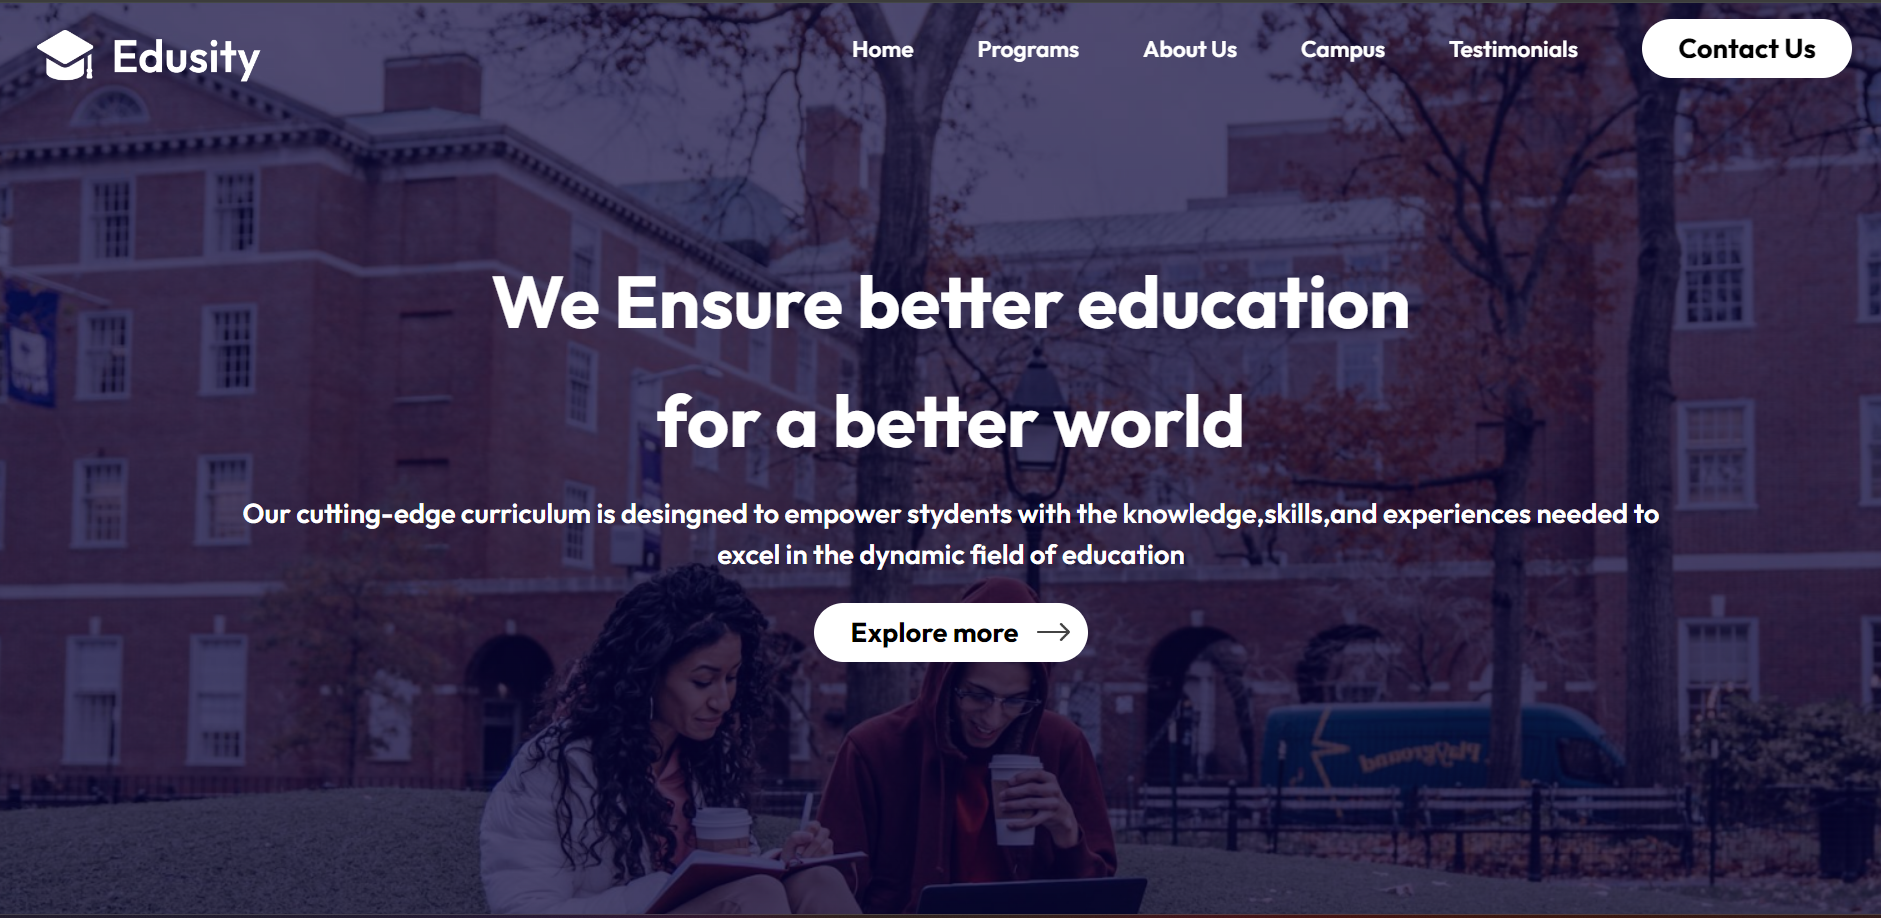 Edusity
Home Programs About Us Campus Testimonials Contact Us
We Ensure better education
for a better world
Our cutting-edge curriculum is desingned to empower stydents with the knowledge,skills,and experiences needed to
excel in the dynamic field of education
Explore more